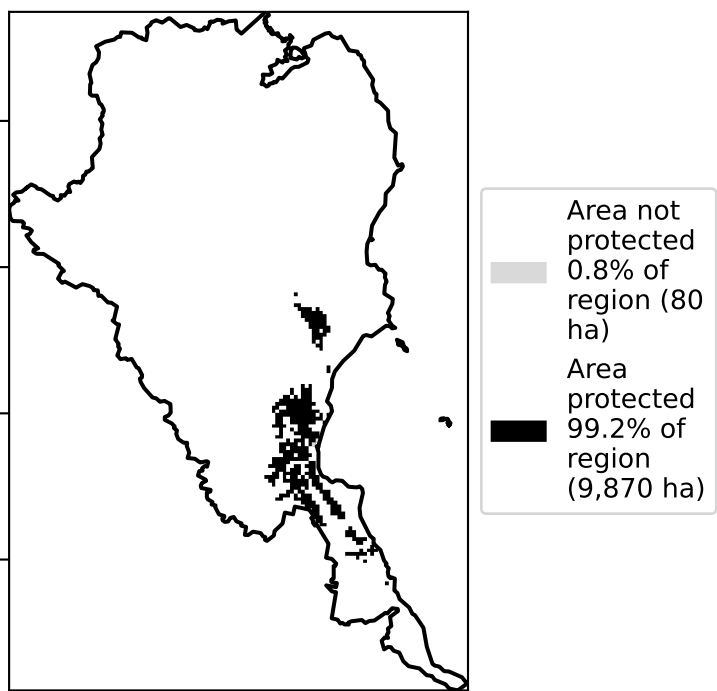 Area not
protected
0.8% of
region (80
ha)
Area
protected
99.2% of
region
(9,870 ha)